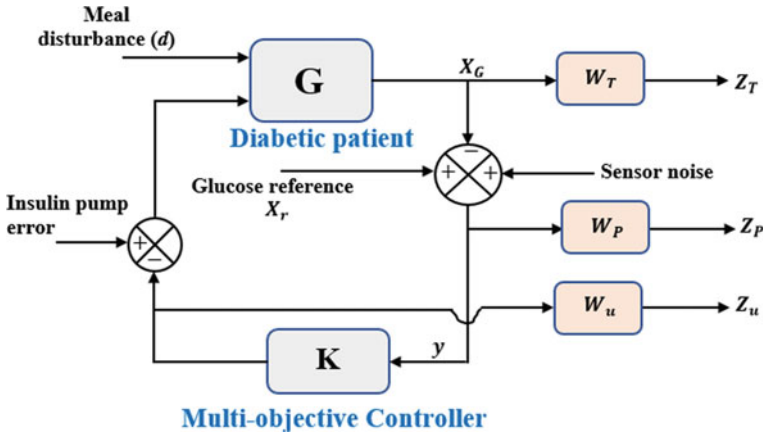 Meal
disturbance (d)
G
X_G
W_T
Z_T
Diabetic patient
−
+ +
Sensor noise
Glucose reference
X_r
Insulin pump
error
+
−
W_P
Z_P
W_u
Z_u
K
y
Multi-objective Controller